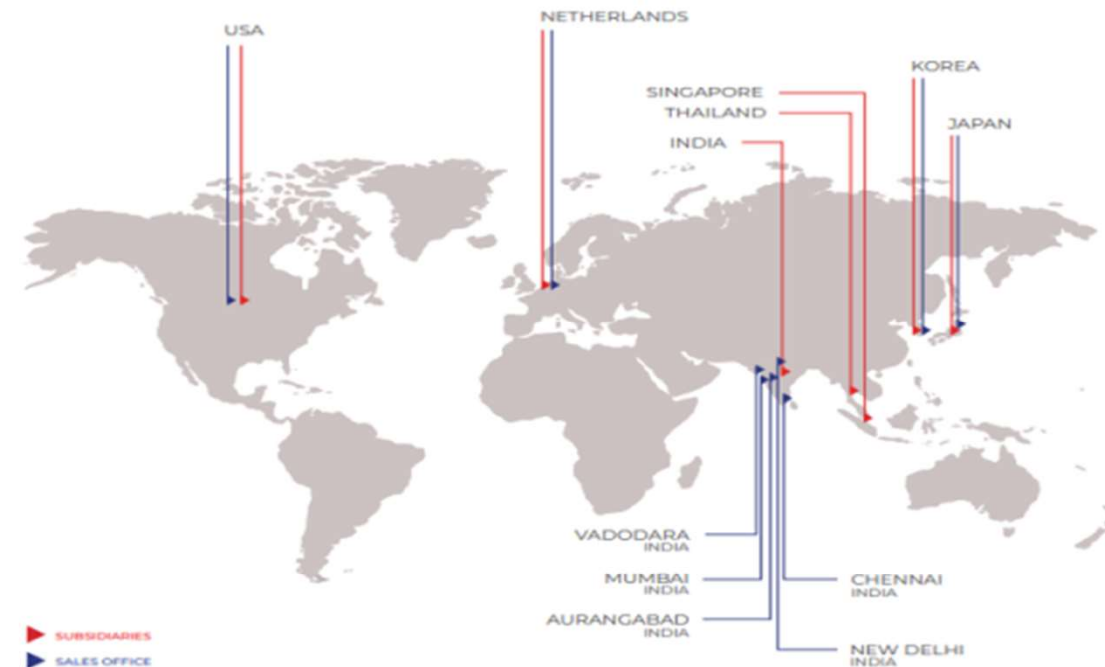 NETHERLANDS
USA
KOREA
SINGAPORE
THAILAND
JAPAN
INDIA
VADODARA
INDIA
MUMBAI
INDIA
CHENNAI
INDIA
AURANGABAD
INDIA
NEW DELHI
INDIA
SUBSIDIARIES
SALES OFFICE